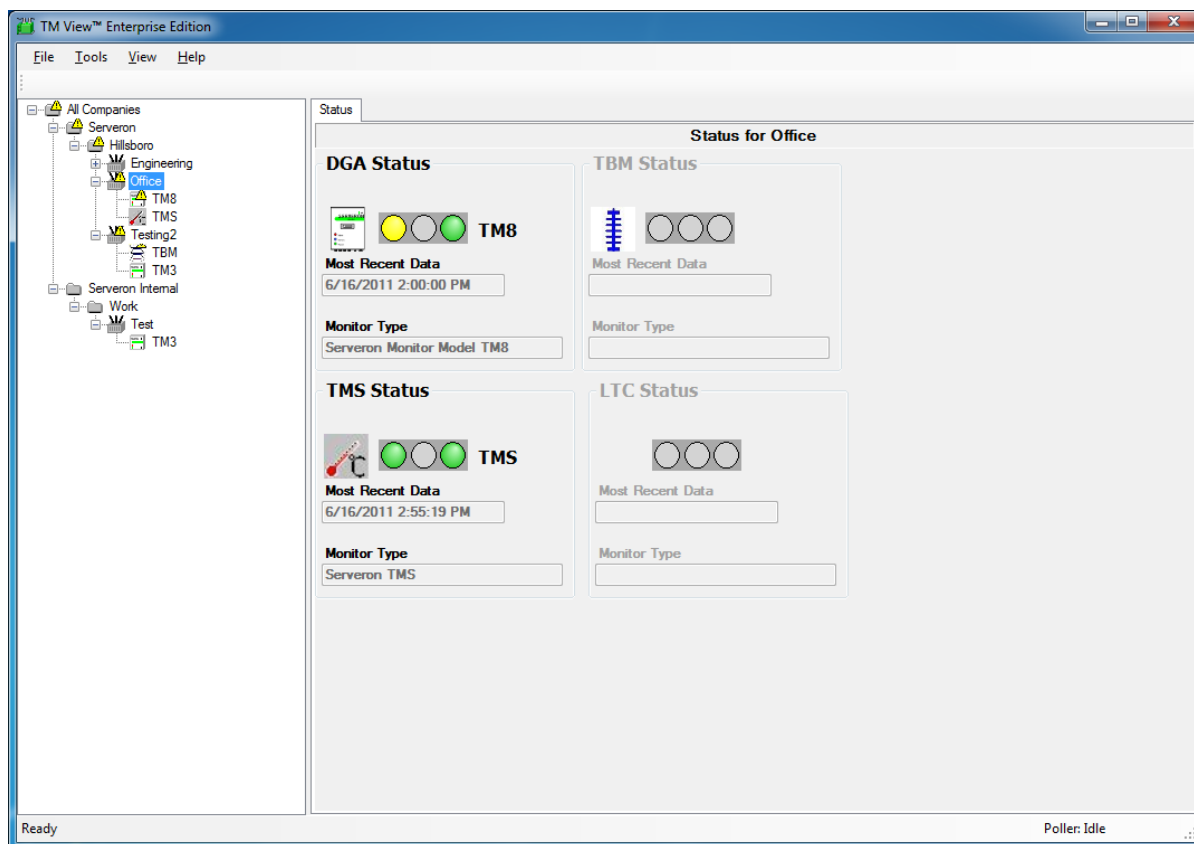 TM View™ Enterprise Edition
File Tools View Help
All Companies
Serveron
Hillsboro
Engineering
Office
TM8
TMS
Testing2
TBM
TM3
Serveron Internal
Work
Test
TM3
Status
Status for Office
DGA Status
TM8
Most Recent Data
6/16/2011 2:00:00 PM
Monitor Type
Serveron Monitor Model TM8
TBM Status
Most Recent Data
Monitor Type
TMS Status
°C
TMS
Most Recent Data
6/16/2011 2:55:19 PM
Monitor Type
Serveron TMS
LTC Status
Most Recent Data
Monitor Type
Ready
Poller: Idle